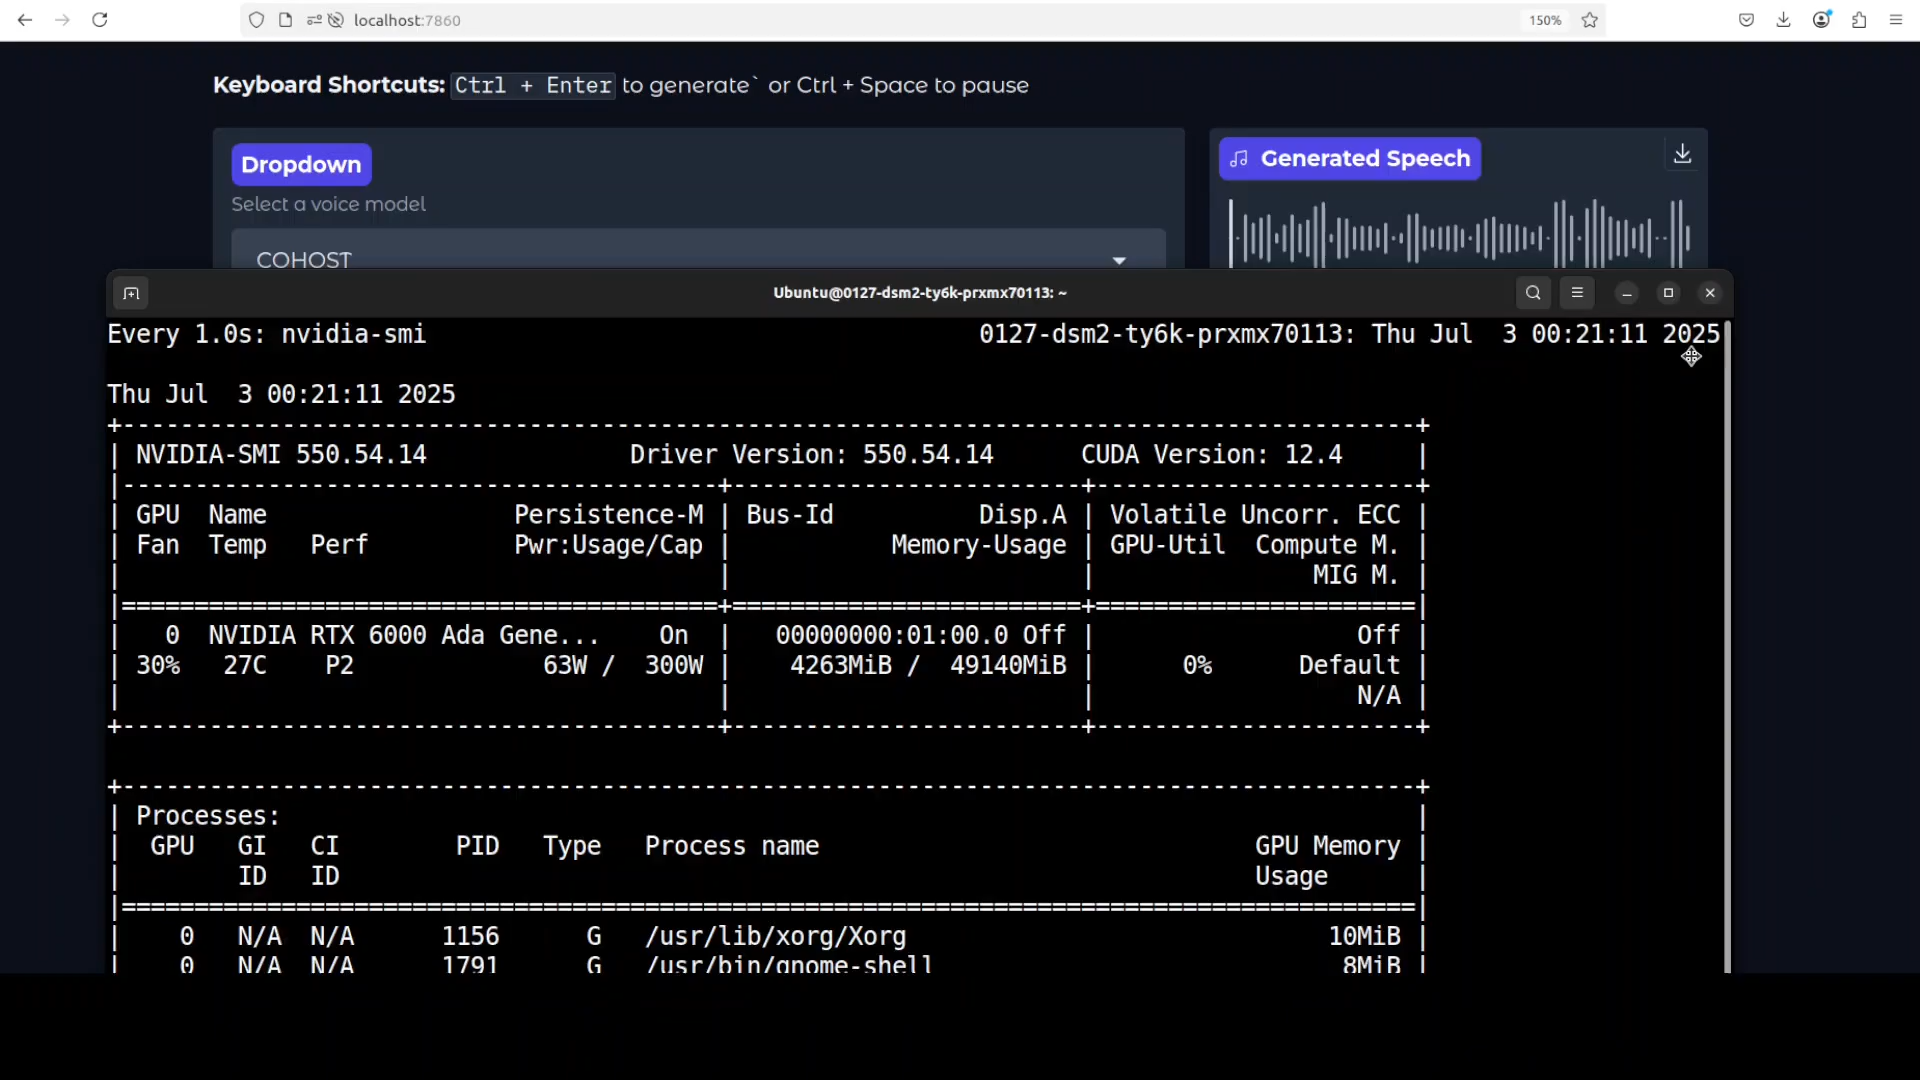 localhost:7860
150%
Keyboard Shortcuts: Ctrl + Enter to generate` or Ctrl + Space to pause
Dropdown
Select a voice model
COHOST
Generated Speech
Ubuntu@0127-dsm2-ty6k-prxmx70113: ~
Every 1.0s: nvidia-smi 0127-dsm2-ty6k-prxmx70113: Thu Jul  3 00:21:11 2025
Thu Jul  3 00:21:11 2025
+-----------------------------------------------------------------------------------------+
| NVIDIA-SMI 550.54.14              Driver Version: 550.54.14      CUDA Version: 12.4     |
|-----------------------------------------+------------------------+----------------------+
| GPU  Name                 Persistence-M | Bus-Id          Disp.A | Volatile Uncorr. ECC |
| Fan  Temp   Perf          Pwr:Usage/Cap |           Memory-Usage | GPU-Util  Compute M. |
|                                         |                        |               MIG M. |
|=========================================+========================+======================|
|   0  NVIDIA RTX 6000 Ada Gene...    On  |   00000000:01:00.0 Off |                  Off |
| 30%   27C    P2              63W /  300W |    4263MiB /  49140MiB |      0%      Default |
|                                         |                        |                  N/A |
+-----------------------------------------+------------------------+----------------------+
+-----------------------------------------------------------------------------------------+
| Processes:                                                                              |
|  GPU   GI   CI        PID   Type   Process name                              GPU Memory |
|        ID   ID                                                               Usage      |
|=========================================================================================|
|    0   N/A  N/A      1156      G   /usr/lib/xorg/Xorg                             10MiB |
|    0   N/A  N/A      1791      G   /usr/bin/gnome-shell                            8MiB |